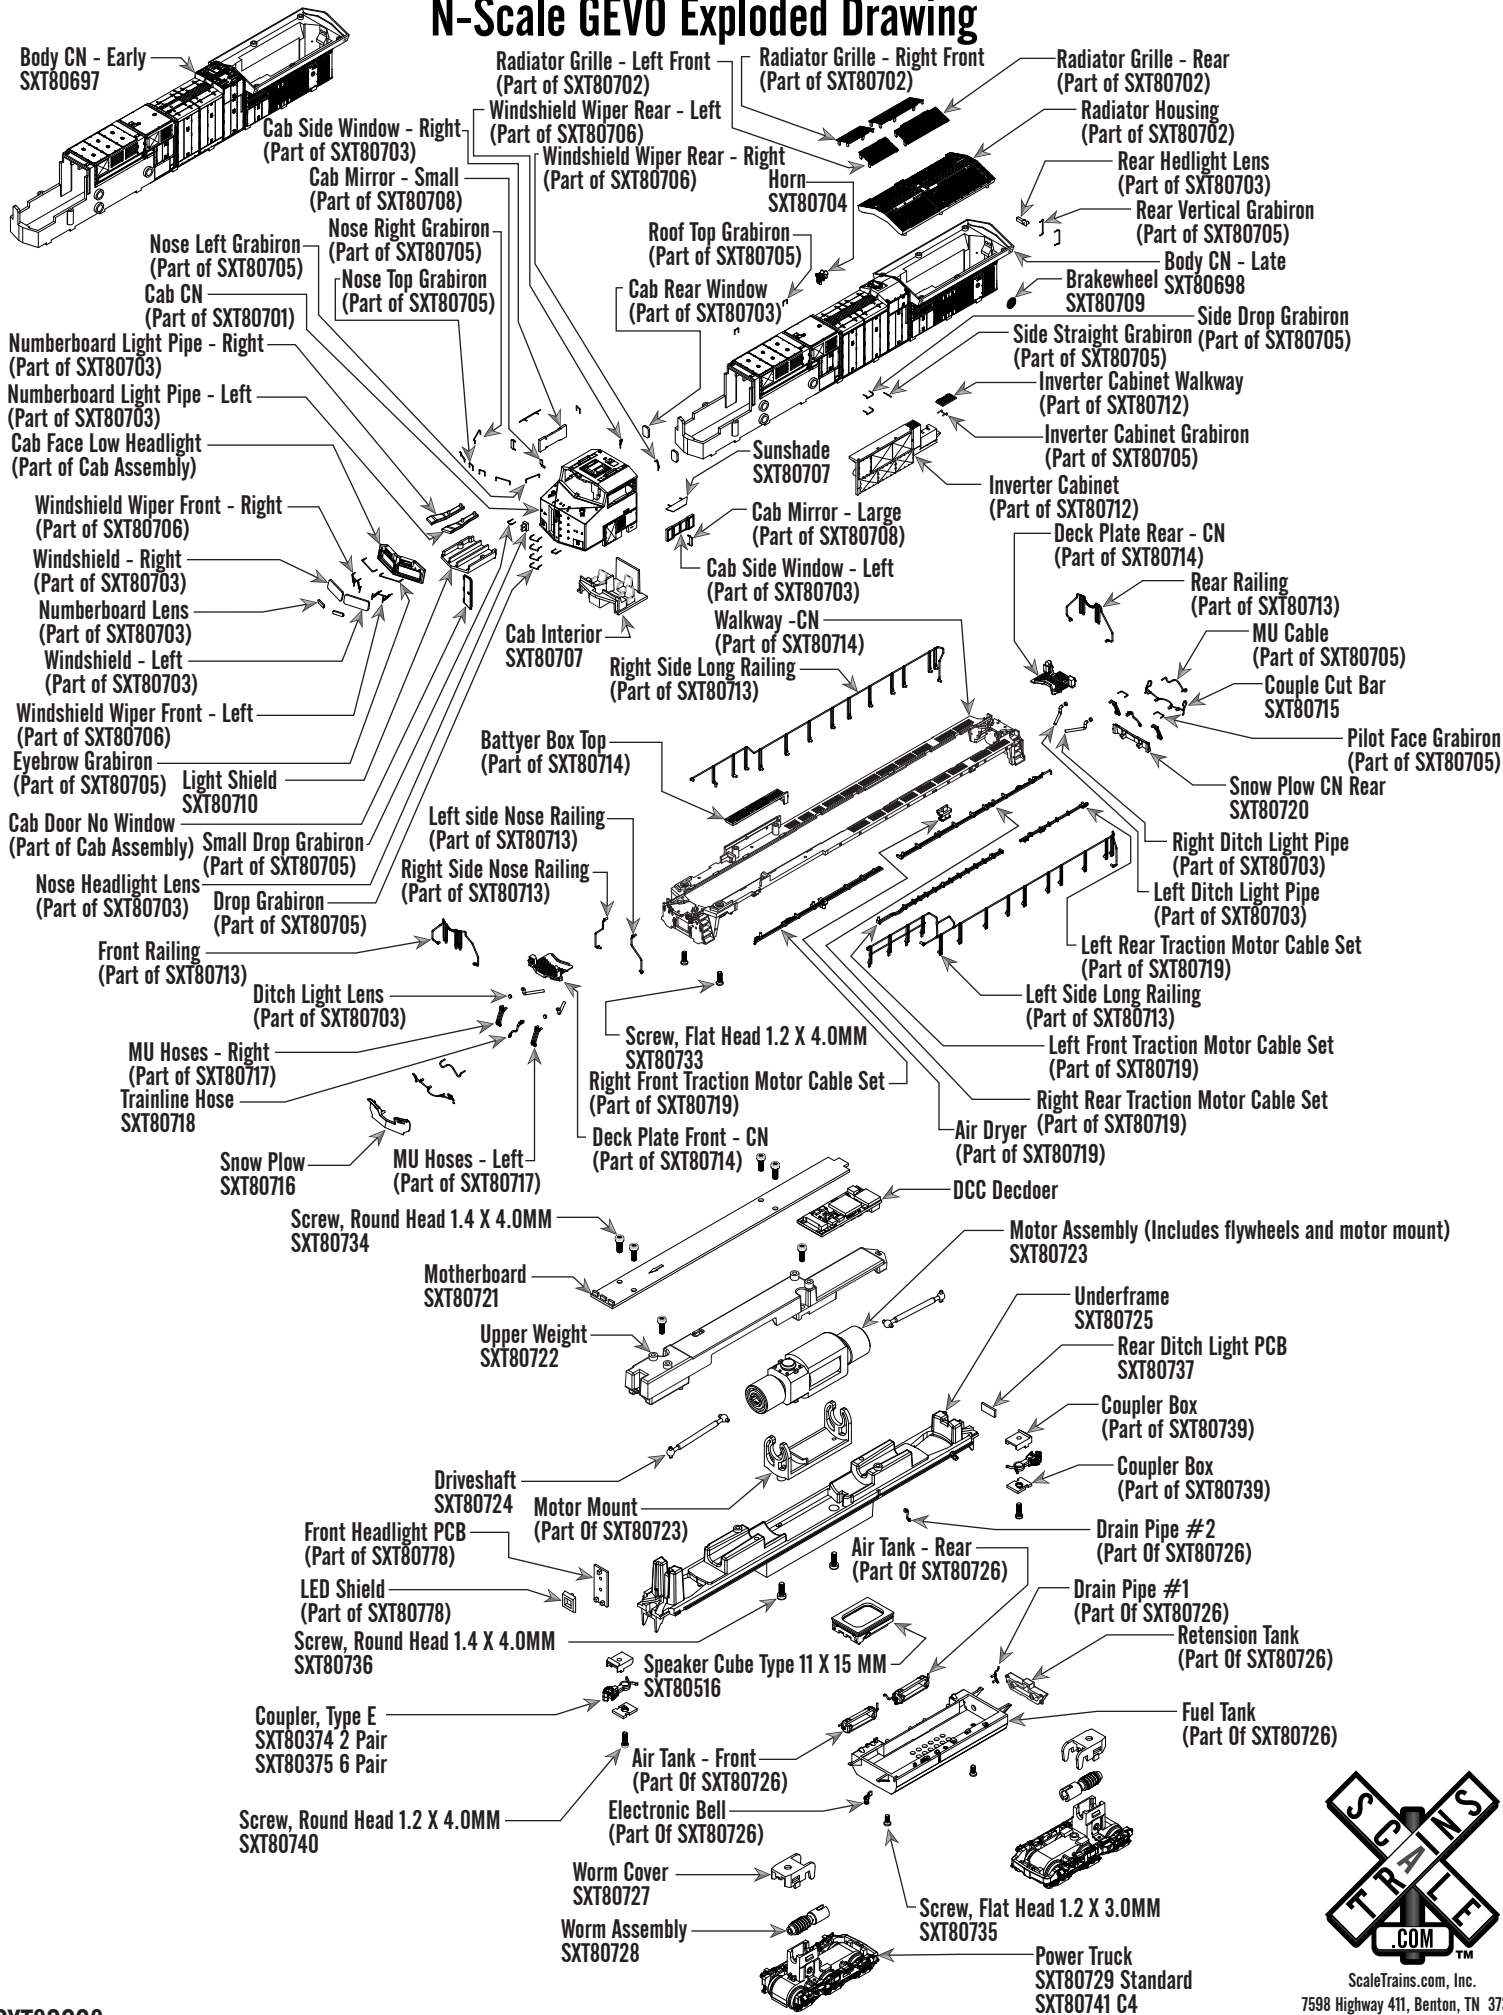 N-Scale GEVO Exploded Drawing
Body CN - Early
SXT80697
Radiator Grille - Left Front
(Part of SXT80702)
Radiator Grille - Right Front
(Part of SXT80702)
Radiator Grille - Rear
(Part of SXT80702)
Radiator Housing
(Part of SXT80702)
Windshield Wiper Rear - Left
(Part of SXT80706)
Cab Side Window - Right
(Part of SXT80703)
Windshield Wiper Rear - Right
(Part of SXT80706)
Cab Mirror - Small
(Part of SXT80708)
Horn
SXT80704
Rear Hedlight Lens
(Part of SXT80703)
Rear Vertical Grabiron
(Part of SXT80705)
Nose Right Grabiron
(Part of SXT80705)
Nose Left Grabiron
(Part of SXT80705)
Roof Top Grabiron
(Part of SXT80705)
Body CN - Late
SXT80698
Nose Top Grabiron
(Part of SXT80705)
Brakewheel
SXT80709
Cab Rear Window
(Part of SXT80703)
Cab CN
(Part of SXT80701)
Side Drop Grabiron
(Part of SXT80705)
Side Straight Grabiron
(Part of SXT80705)
Numberboard Light Pipe - Right
(Part of SXT80703)
Inverter Cabinet Walkway
(Part of SXT80712)
Numberboard Light Pipe - Left
(Part of SXT80703)
Inverter Cabinet Grabiron
(Part of SXT80705)
Cab Face Low Headlight
(Part of Cab Assembly)
Sunshade
SXT80707
Inverter Cabinet
(Part of SXT80712)
Windshield Wiper Front - Right
(Part of SXT80706)
Cab Mirror - Large
(Part of SXT80708)
Deck Plate Rear - CN
(Part of SXT80714)
Windshield - Right
(Part of SXT80703)
Cab Side Window - Left
(Part of SXT80703)
Rear Railing
(Part of SXT80713)
Numberboard Lens
(Part of SXT80703)
Cab Interior
SXT80707
Walkway -CN
(Part of SXT80714)
MU Cable
(Part of SXT80705)
Windshield - Left
(Part of SXT80703)
Right Side Long Railing
(Part of SXT80713)
Couple Cut Bar
SXT80715
Windshield Wiper Front - Left
(Part of SXT80706)
Battyer Box Top
(Part of SXT80714)
Pilot Face Grabiron
(Part of SXT80705)
Eyebrow Grabiron
(Part of SXT80705)
Light Shield
SXT80710
Snow Plow CN Rear
SXT80720
Cab Door No Window
(Part of Cab Assembly)
Left side Nose Railing
(Part of SXT80713)
Small Drop Grabiron
(Part of SXT80705)
Right Ditch Light Pipe
(Part of SXT80703)
Right Side Nose Railing
(Part of SXT80713)
Nose Headlight Lens
(Part of SXT80703)
Left Ditch Light Pipe
(Part of SXT80703)
Drop Grabiron
(Part of SXT80705)
Front Railing
(Part of SXT80713)
Left Rear Traction Motor Cable Set
(Part of SXT80719)
Ditch Light Lens
(Part of SXT80703)
Left Side Long Railing
(Part of SXT80713)
Screw, Flat Head 1.2 X 4.0MM
SXT80733
Left Front Traction Motor Cable Set
(Part of SXT80719)
MU Hoses - Right
(Part of SXT80717)
Right Front Traction Motor Cable Set
(Part of SXT80719)
Trainline Hose
SXT80718
Right Rear Traction Motor Cable Set
(Part of SXT80719)
Air Dryer
(Part of SXT80719)
Deck Plate Front - CN
(Part of SXT80714)
Snow Plow
SXT80716
MU Hoses - Left
(Part of SXT80717)
DCC Decdoer
Screw, Round Head 1.4 X 4.0MM
SXT80734
Motor Assembly (Includes flywheels and motor mount)
SXT80723
Motherboard
SXT80721
Underframe
SXT80725
Upper Weight
SXT80722
Rear Ditch Light PCB
SXT80737
Coupler Box
(Part of SXT80739)
Coupler Box
(Part of SXT80739)
Driveshaft
SXT80724
Motor Mount
(Part Of SXT80723)
Front Headlight PCB
(Part of SXT80778)
Drain Pipe #2
(Part Of SXT80726)
Air Tank - Rear
(Part Of SXT80726)
LED Shield
(Part of SXT80778)
Drain Pipe #1
(Part Of SXT80726)
Screw, Round Head 1.4 X 4.0MM
SXT80736
Retension Tank
(Part Of SXT80726)
Speaker Cube Type 11 X 15 MM
SXT80516
Coupler, Type E
SXT80374 2 Pair
SXT80375 6 Pair
Fuel Tank
(Part Of SXT80726)
Air Tank - Front
(Part Of SXT80726)
Electronic Bell
(Part Of SXT80726)
Screw, Round Head 1.2 X 4.0MM
SXT80740
Worm Cover
SXT80727
Screw, Flat Head 1.2 X 3.0MM
SXT80735
Worm Assembly
SXT80728
Power Truck
SXT80729 Standard
SXT80741 C4
SCALE
TRAINS
.COM
TM
ScaleTrains.com, Inc.
7598 Highway 411, Benton, TN